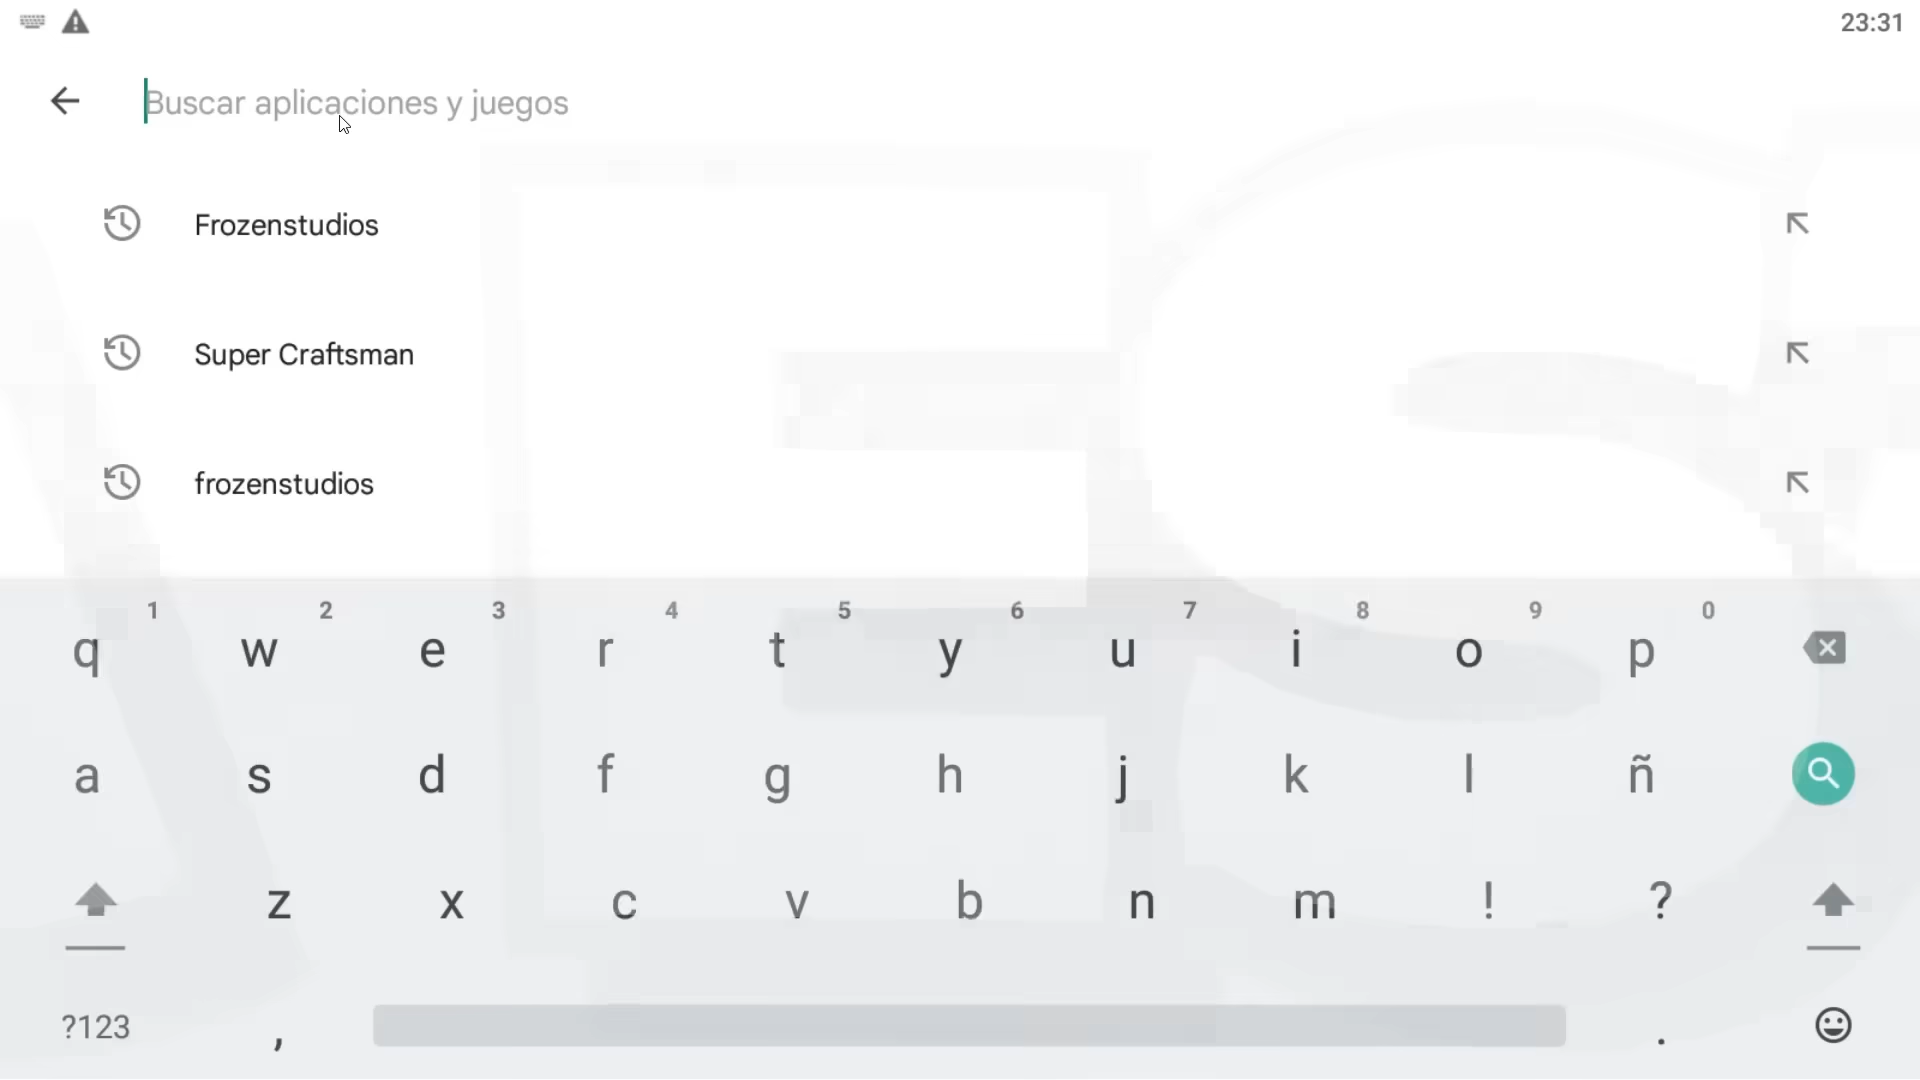 23:31
Buscar aplicaciones y juegos
Frozenstudios
Super Craftsman
frozenstudios
1 2 3 4 5 6 7 8 9 0
q w e r t y u i o p
a s d f g h j k l ñ
z x c v b n m ! ?
?123 , .